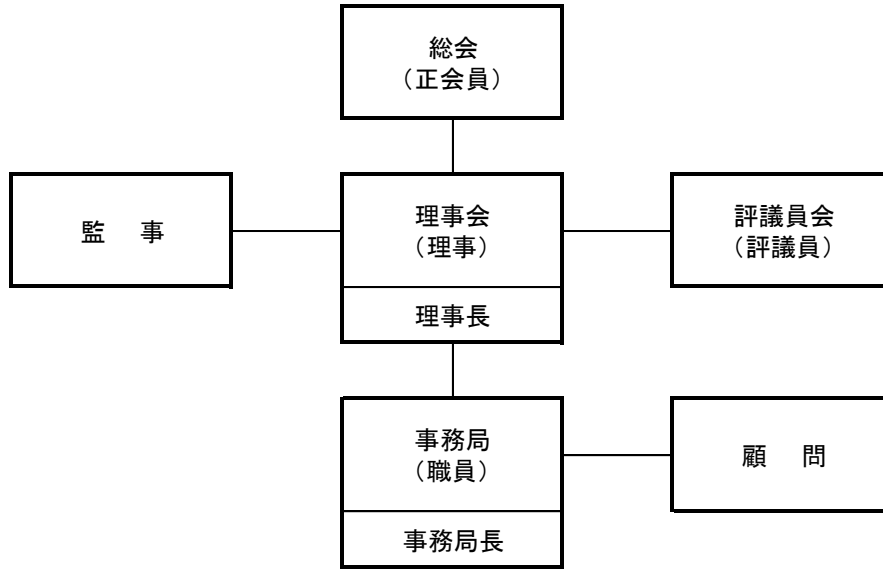 総会
（正会員）
監　事
理事会
（理事）
評議員会
（評議員）
理事長
事務局
（職員）
顧　問
事務局長